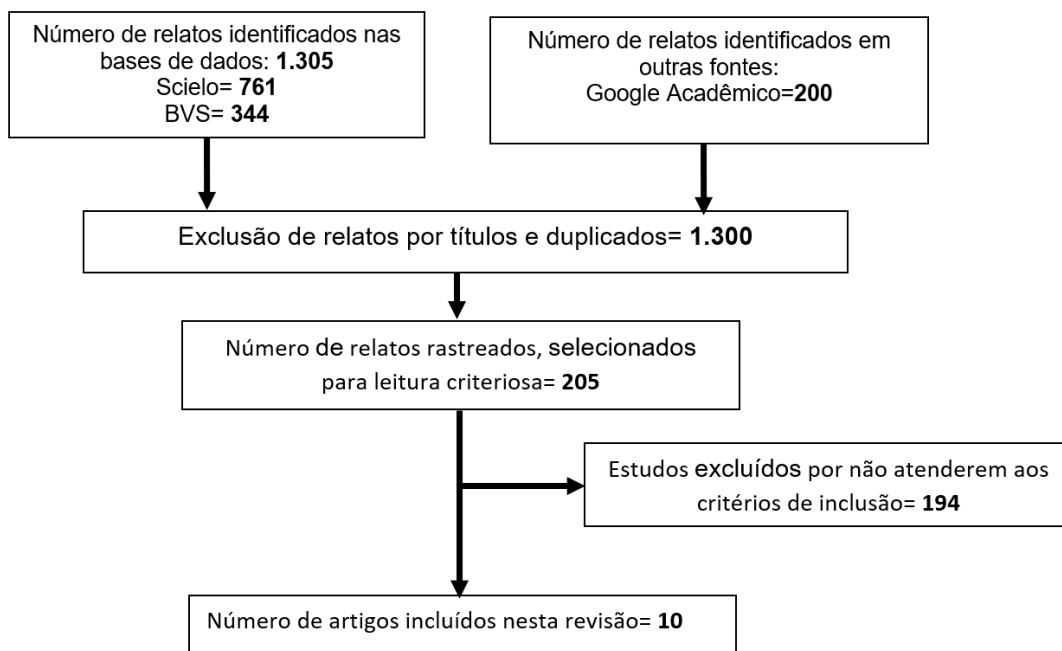 Número de relatos identificados nas
bases de dados: 1.305
Scielo= 761
BVS= 344
Número de relatos identificados em
outras fontes:
Google Acadêmico=200
Exclusão de relatos por títulos e duplicados= 1.300
Número de relatos rastreados, selecionados
para leitura criteriosa= 205
Estudos excluídos por não atenderem aos
critérios de inclusão= 194
Número de artigos incluídos nesta revisão= 10